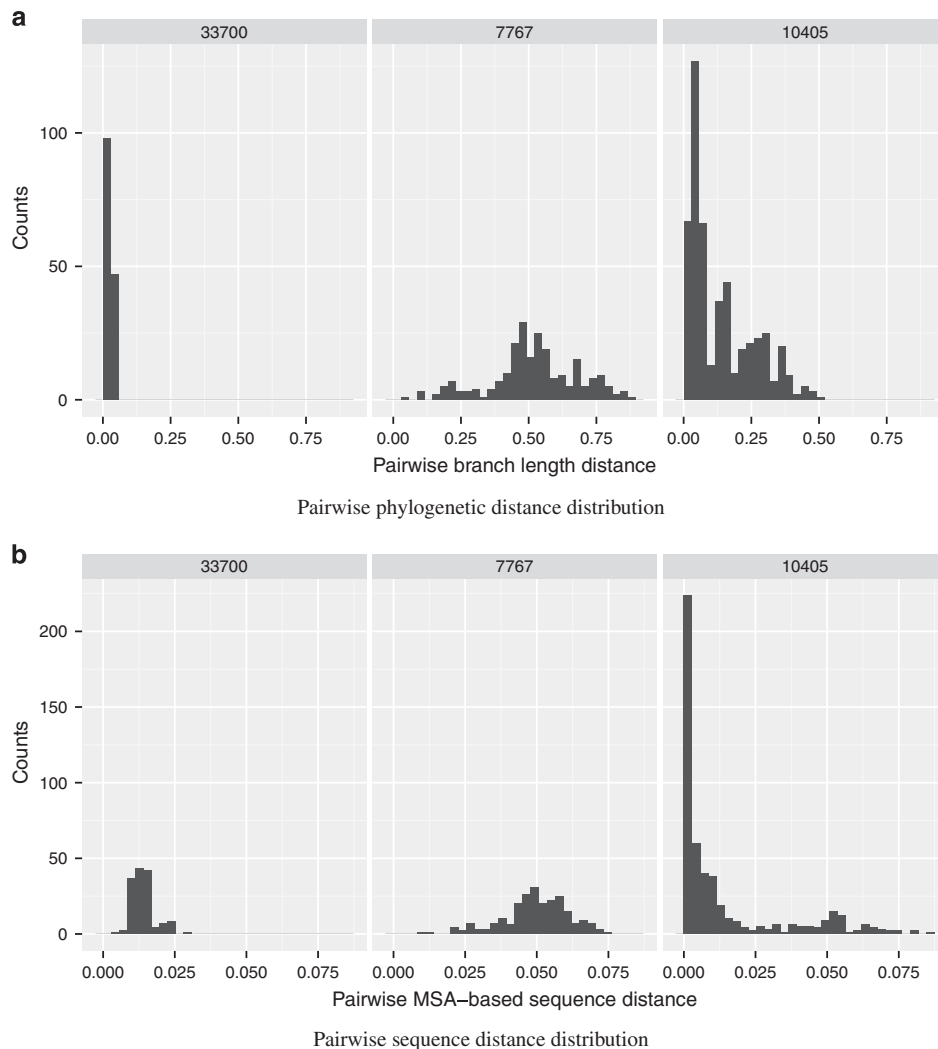 a
33700 7767 10405
100
50
0
Counts
0.00 0.25 0.50 0.75 0.00 0.25 0.50 0.75 0.00 0.25 0.50 0.75
Pairwise branch length distance
Pairwise phylogenetic distance distribution
b
33700 7767 10405
200
150
100
50
0
Counts
0.000 0.025 0.050 0.075 0.000 0.025 0.050 0.075 0.000 0.025 0.050 0.075
Pairwise MSA−based sequence distance
Pairwise sequence distance distribution